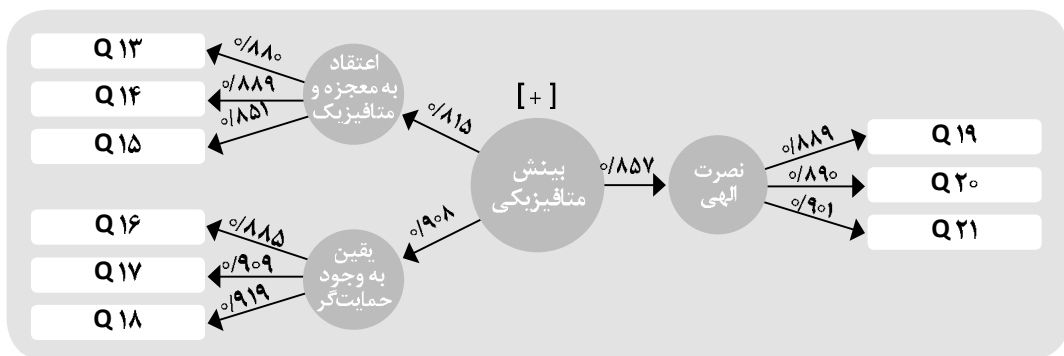 [+]
بینش
متافیزیکی
۰/۸۱۵
۰/۹۰۸
۰/۸۵۷
اعتقاد
به معجزه و
متافیزیک
۰/۸۸۰
۰/۸۸۹
۰/۸۵۱
Q ۱۳
Q ۱۴
Q ۱۵
یقین
به وجود
حمایت‌گر
۰/۸۸۵
۰/۹۰۹
۰/۹۱۹
Q ۱۶
Q ۱۷
Q ۱۸
نصرت
الهی
۰/۸۸۹
۰/۸۹۰
۰/۹۰۱
Q ۱۹
Q ۲۰
Q ۲۱